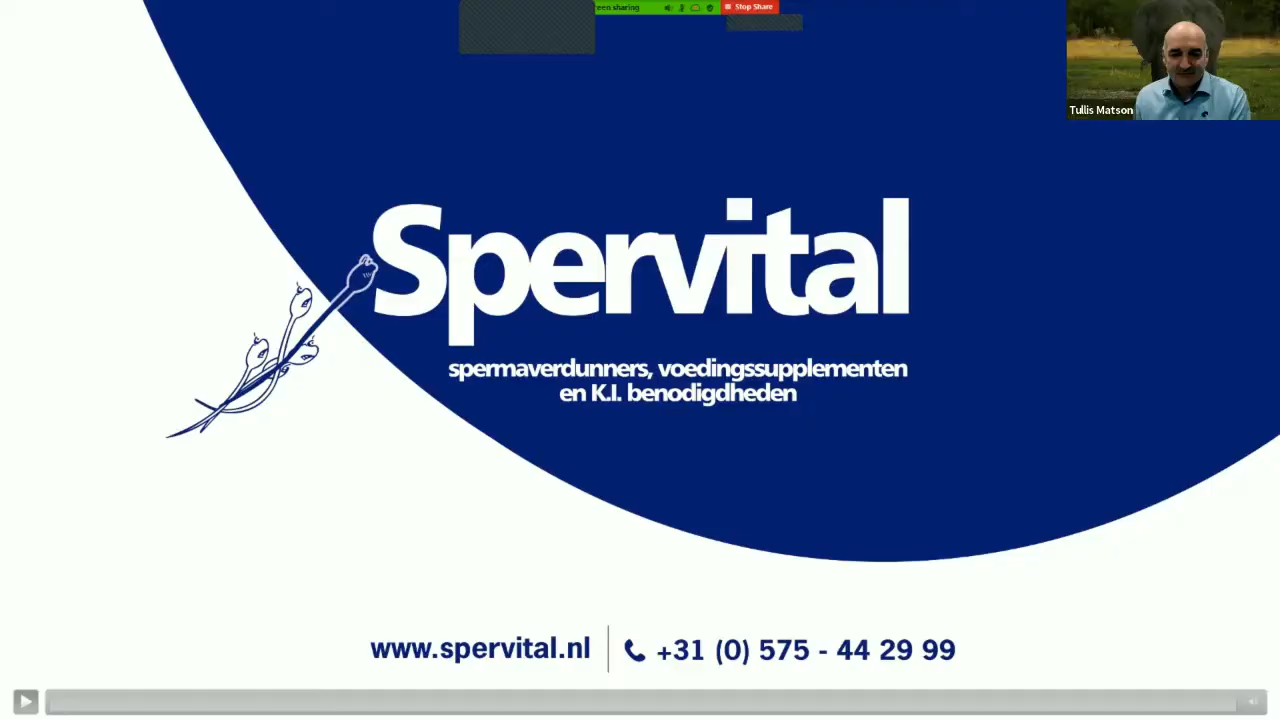 een sharing
Stop Share
Tullis Matson
Spervital
spermaverdunners, voedingssupplementen
en K.I. benodigdheden
www.spervital.nl
+31 (0) 575 - 44 29 99